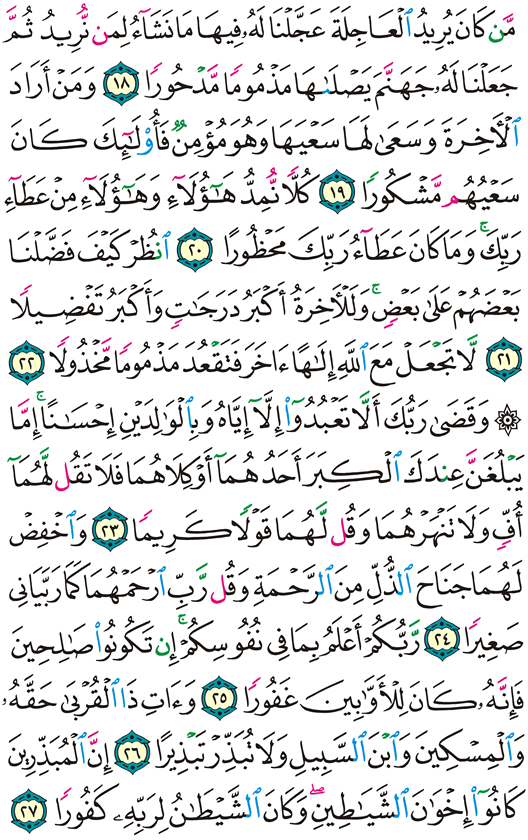 مَّن كَانَ يُرِيدُ ٱلْعَاجِلَةَ عَجَّلْنَا لَهُۥ فِيهَا مَا نَشَآءُ لِمَن نُّرِيدُ ثُمَّ
جَعَلْنَا لَهُۥ جَهَنَّمَ يَصْلَىٰهَا مَذْمُومًا مَّدْحُورًا ١٨ وَمَنْ أَرَادَ
ٱلْأَخِرَةَ وَسَعَىٰ لَهَا سَعْيَهَا وَهُوَ مُؤْمِنٌ فَأُو۟لَٰٓئِكَ كَانَ
سَعْيُهُم مَّشْكُورًا ١٩ كُلًّا نُّمِدُّ هَٰٓؤُلَآءِ وَهَٰٓؤُلَآءِ مِنْ عَطَآءِ
رَبِّكَ ۚ وَمَا كَانَ عَطَآءُ رَبِّكَ مَحْظُورًا ٢٠ ٱنظُرْ كَيْفَ فَضَّلْنَا
بَعْضَهُمْ عَلَىٰ بَعْضٍ ۚ وَلَلْأَخِرَةُ أَكْبَرُ دَرَجَٰتٍ وَأَكْبَرُ تَفْضِيلًا
٢١ لَّا تَجْعَلْ مَعَ ٱللَّهِ إِلَٰهًا ءَاخَرَ فَتَقْعُدَ مَذْمُومًا مَّخْذُولًا ٢٢
۞ وَقَضَىٰ رَبُّكَ أَلَّا تَعْبُدُوٓا۟ إِلَّآ إِيَّاهُ وَبِٱلْوَٰلِدَيْنِ إِحْسَٰنًا ۚ إِمَّا
يَبْلُغَنَّ عِندَكَ ٱلْكِبَرَ أَحَدُهُمَآ أَوْ كِلَاهُمَا فَلَا تَقُل لَّهُمَآ
أُفٍّ وَلَا تَنْهَرْهُمَا وَقُل لَّهُمَا قَوْلًا كَرِيمًا ٢٣ وَٱخْفِضْ
لَهُمَا جَنَاحَ ٱلذُّلِّ مِنَ ٱلرَّحْمَةِ وَقُل رَّبِّ ٱرْحَمْهُمَا كَمَا رَبَّيَانِى
صَغِيرًا ٢٤ رَّبُّكُمْ أَعْلَمُ بِمَا فِى نُفُوسِكُمْ ۚ إِن تَكُونُوا۟ صَٰلِحِينَ
فَإِنَّهُۥ كَانَ لِلْأَوَّٰبِينَ غَفُورًا ٢٥ وَءَاتِ ذَا ٱلْقُرْبَىٰ حَقَّهُۥ
وَٱلْمِسْكِينَ وَٱبْنَ ٱلسَّبِيلِ وَلَا تُبَذِّرْ تَبْذِيرًا ٢٦ إِنَّ ٱلْمُبَذِّرِينَ
كَانُوٓا۟ إِخْوَٰنَ ٱلشَّيَٰطِينِ ۖ وَكَانَ ٱلشَّيْطَٰنُ لِرَبِّهِۦ كَفُورًا ٢٧